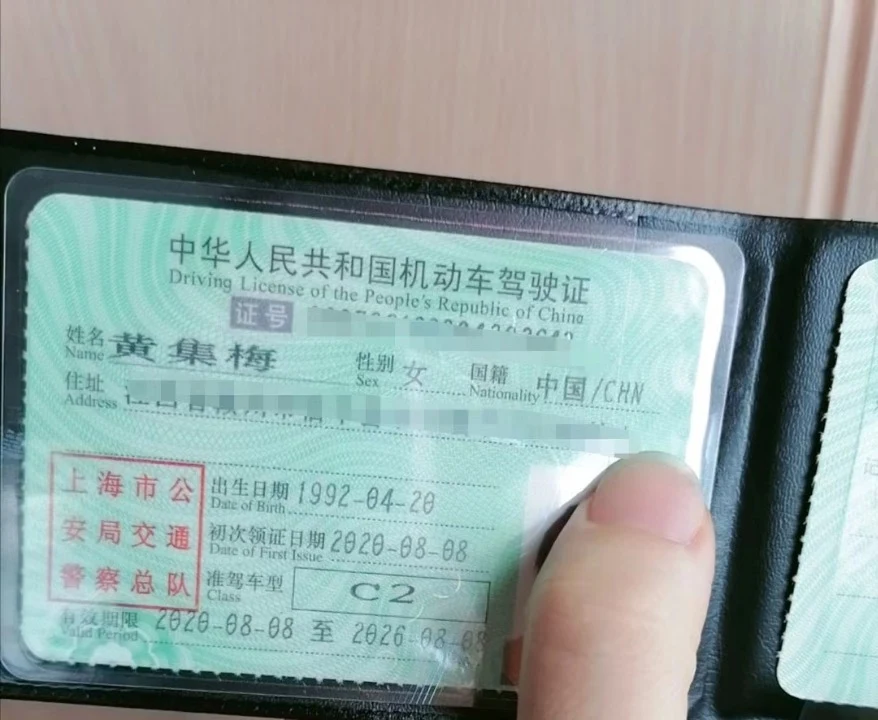 中华人民共和国机动车驾驶证
Driving License of the People's Republic of China
证号
姓名 黄集梅 性别 女 国籍 中国/CHN
Name Sex Nationality
住址
Address
上海市公
安局交通
警察总队
出生日期 1992-04-20
Date of Birth
初次领证日期 2020-08-08
Date of First Issue
准驾车型 C2
Class
有效期限 2020-08-08 至 2026-08-08
Valid Period
记